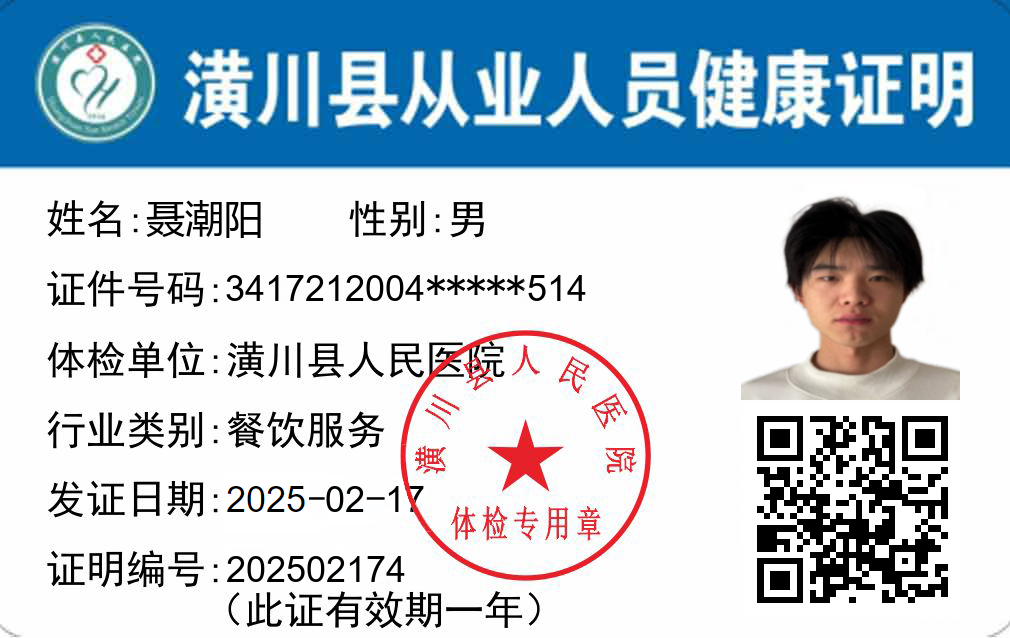 潢川县从业人员健康证明
姓名:聂潮阳 性别:男
证件号码:3417212004*****514
体检单位:潢川县人民医院
行业类别:餐饮服务
发证日期:2025-02-17
证明编号:202502174
（此证有效期一年）
潢川县人民医院
体检专用章